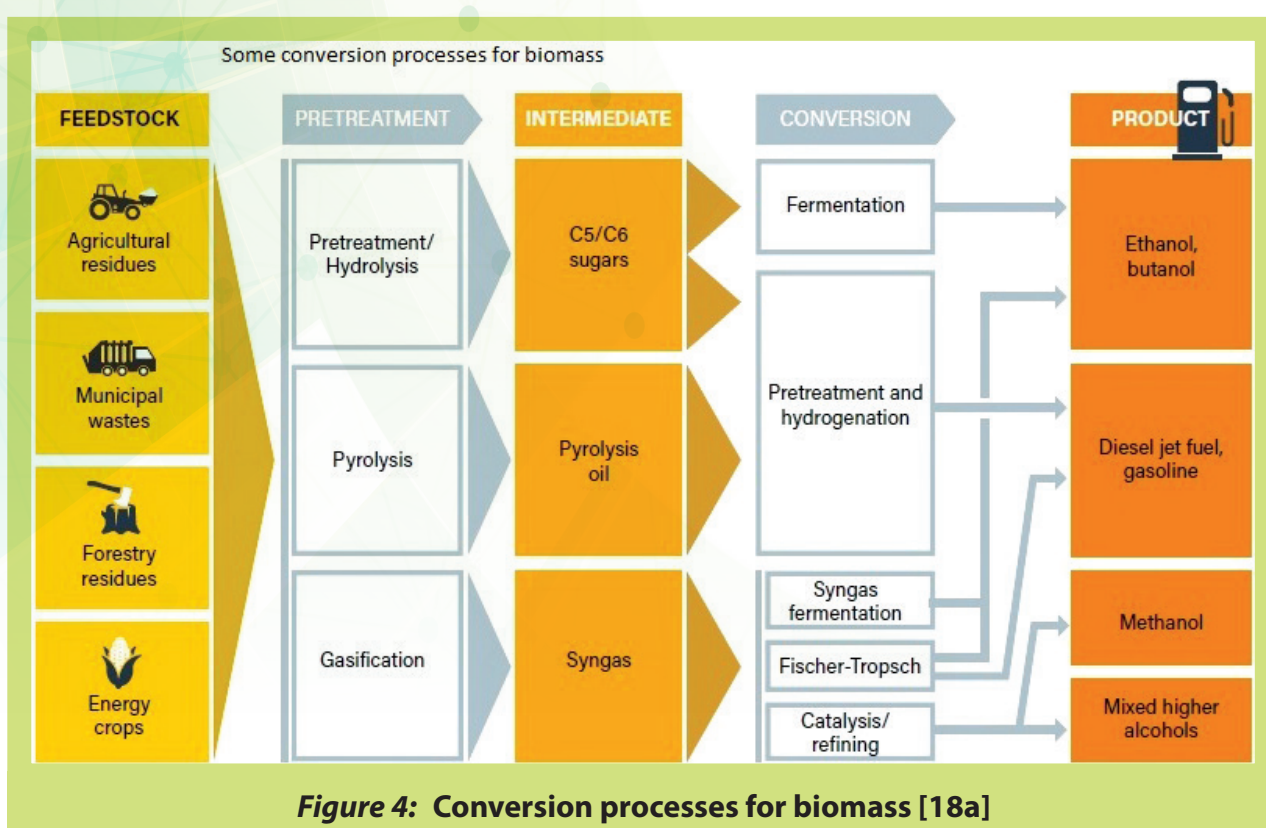 Some conversion processes for biomass
FEEDSTOCK
PRETREATMENT
INTERMEDIATE
CONVERSION
PRODUCT
Agricultural
residues
Municipal
wastes
Forestry
residues
Energy
crops
Pretreatment/
Hydrolysis
Pyrolysis
Gasification
C5/C6
sugars
Pyrolysis
oil
Syngas
Fermentation
Pretreatment and
hydrogenation
Syngas
fermentation
Fischer-Tropsch
Catalysis/
refining
Ethanol,
butanol
Diesel jet fuel,
gasoline
Methanol
Mixed higher
alcohols
Figure 4: Conversion processes for biomass [18a]